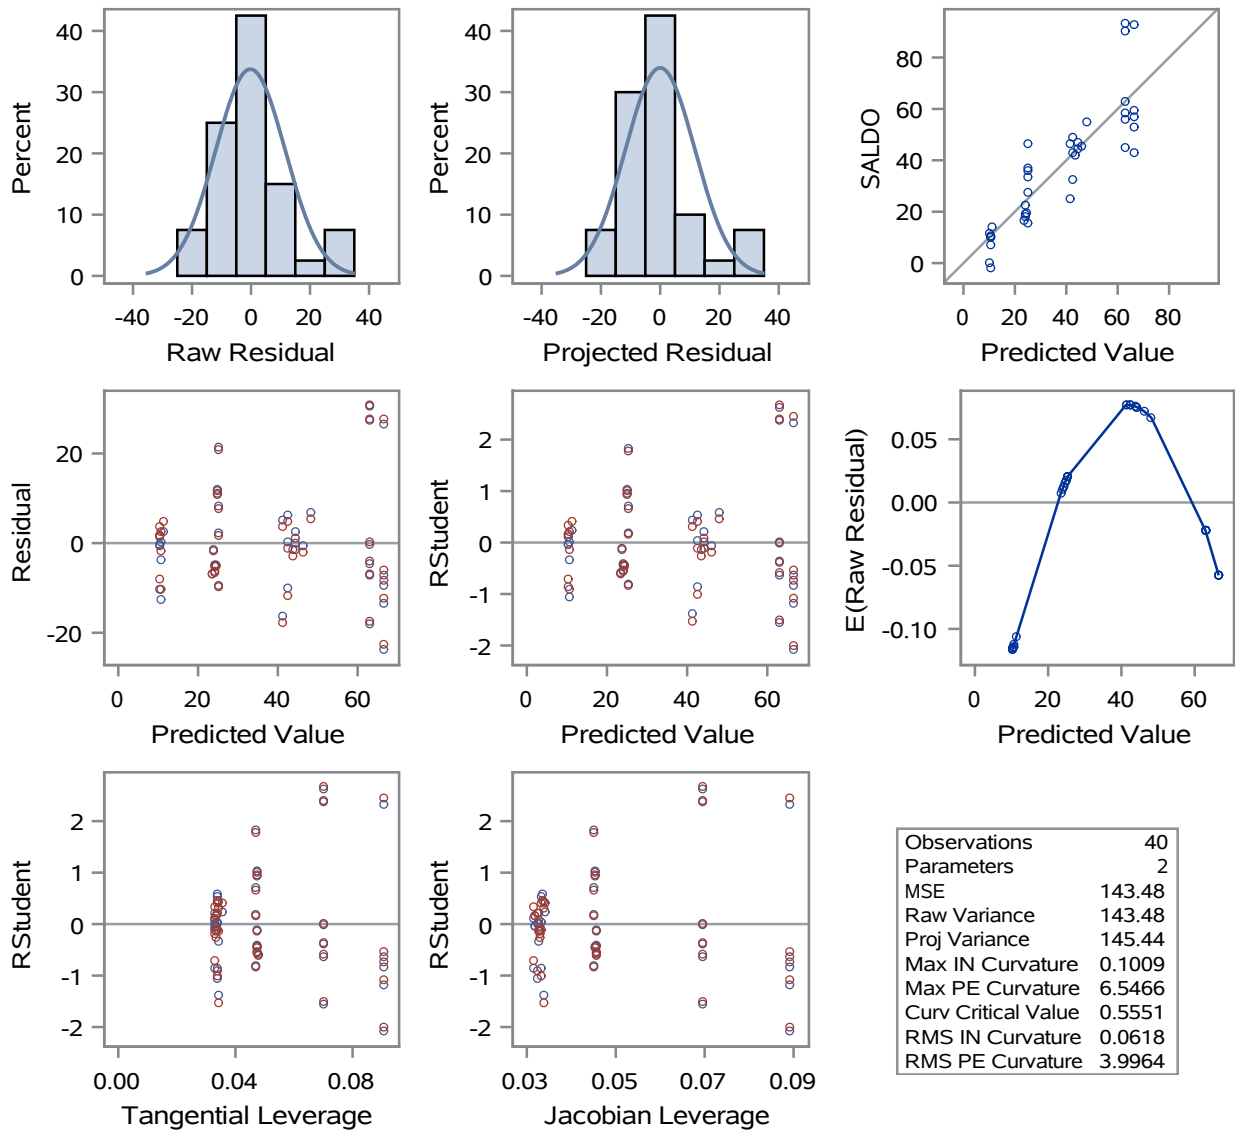 40
30
20
10
0
Percent
-40 -20 0 20 40
Raw Residual
40
30
20
10
0
Percent
-40 -20 0 20 40
Projected Residual
80
60
40
20
0
SALDO
0 20 40 60 80
Predicted Value
20
0
-20
Residual
0 20 40 60
Predicted Value
2
1
0
-1
-2
RStudent
0 20 40 60
Predicted Value
0.05
0.00
-0.05
-0.10
E(Raw Residual)
0 20 40 60
Predicted Value
2
1
0
-1
-2
RStudent
0.00 0.04 0.08
Tangential Leverage
2
1
0
-1
-2
RStudent
0.03 0.05 0.07 0.09
Jacobian Leverage
Observations 40
Parameters 2
MSE 143.48
Raw Variance 143.48
Proj Variance 145.44
Max IN Curvature 0.1009
Max PE Curvature 6.5466
Curv Critical Value 0.5551
RMS IN Curvature 0.0618
RMS PE Curvature 3.9964